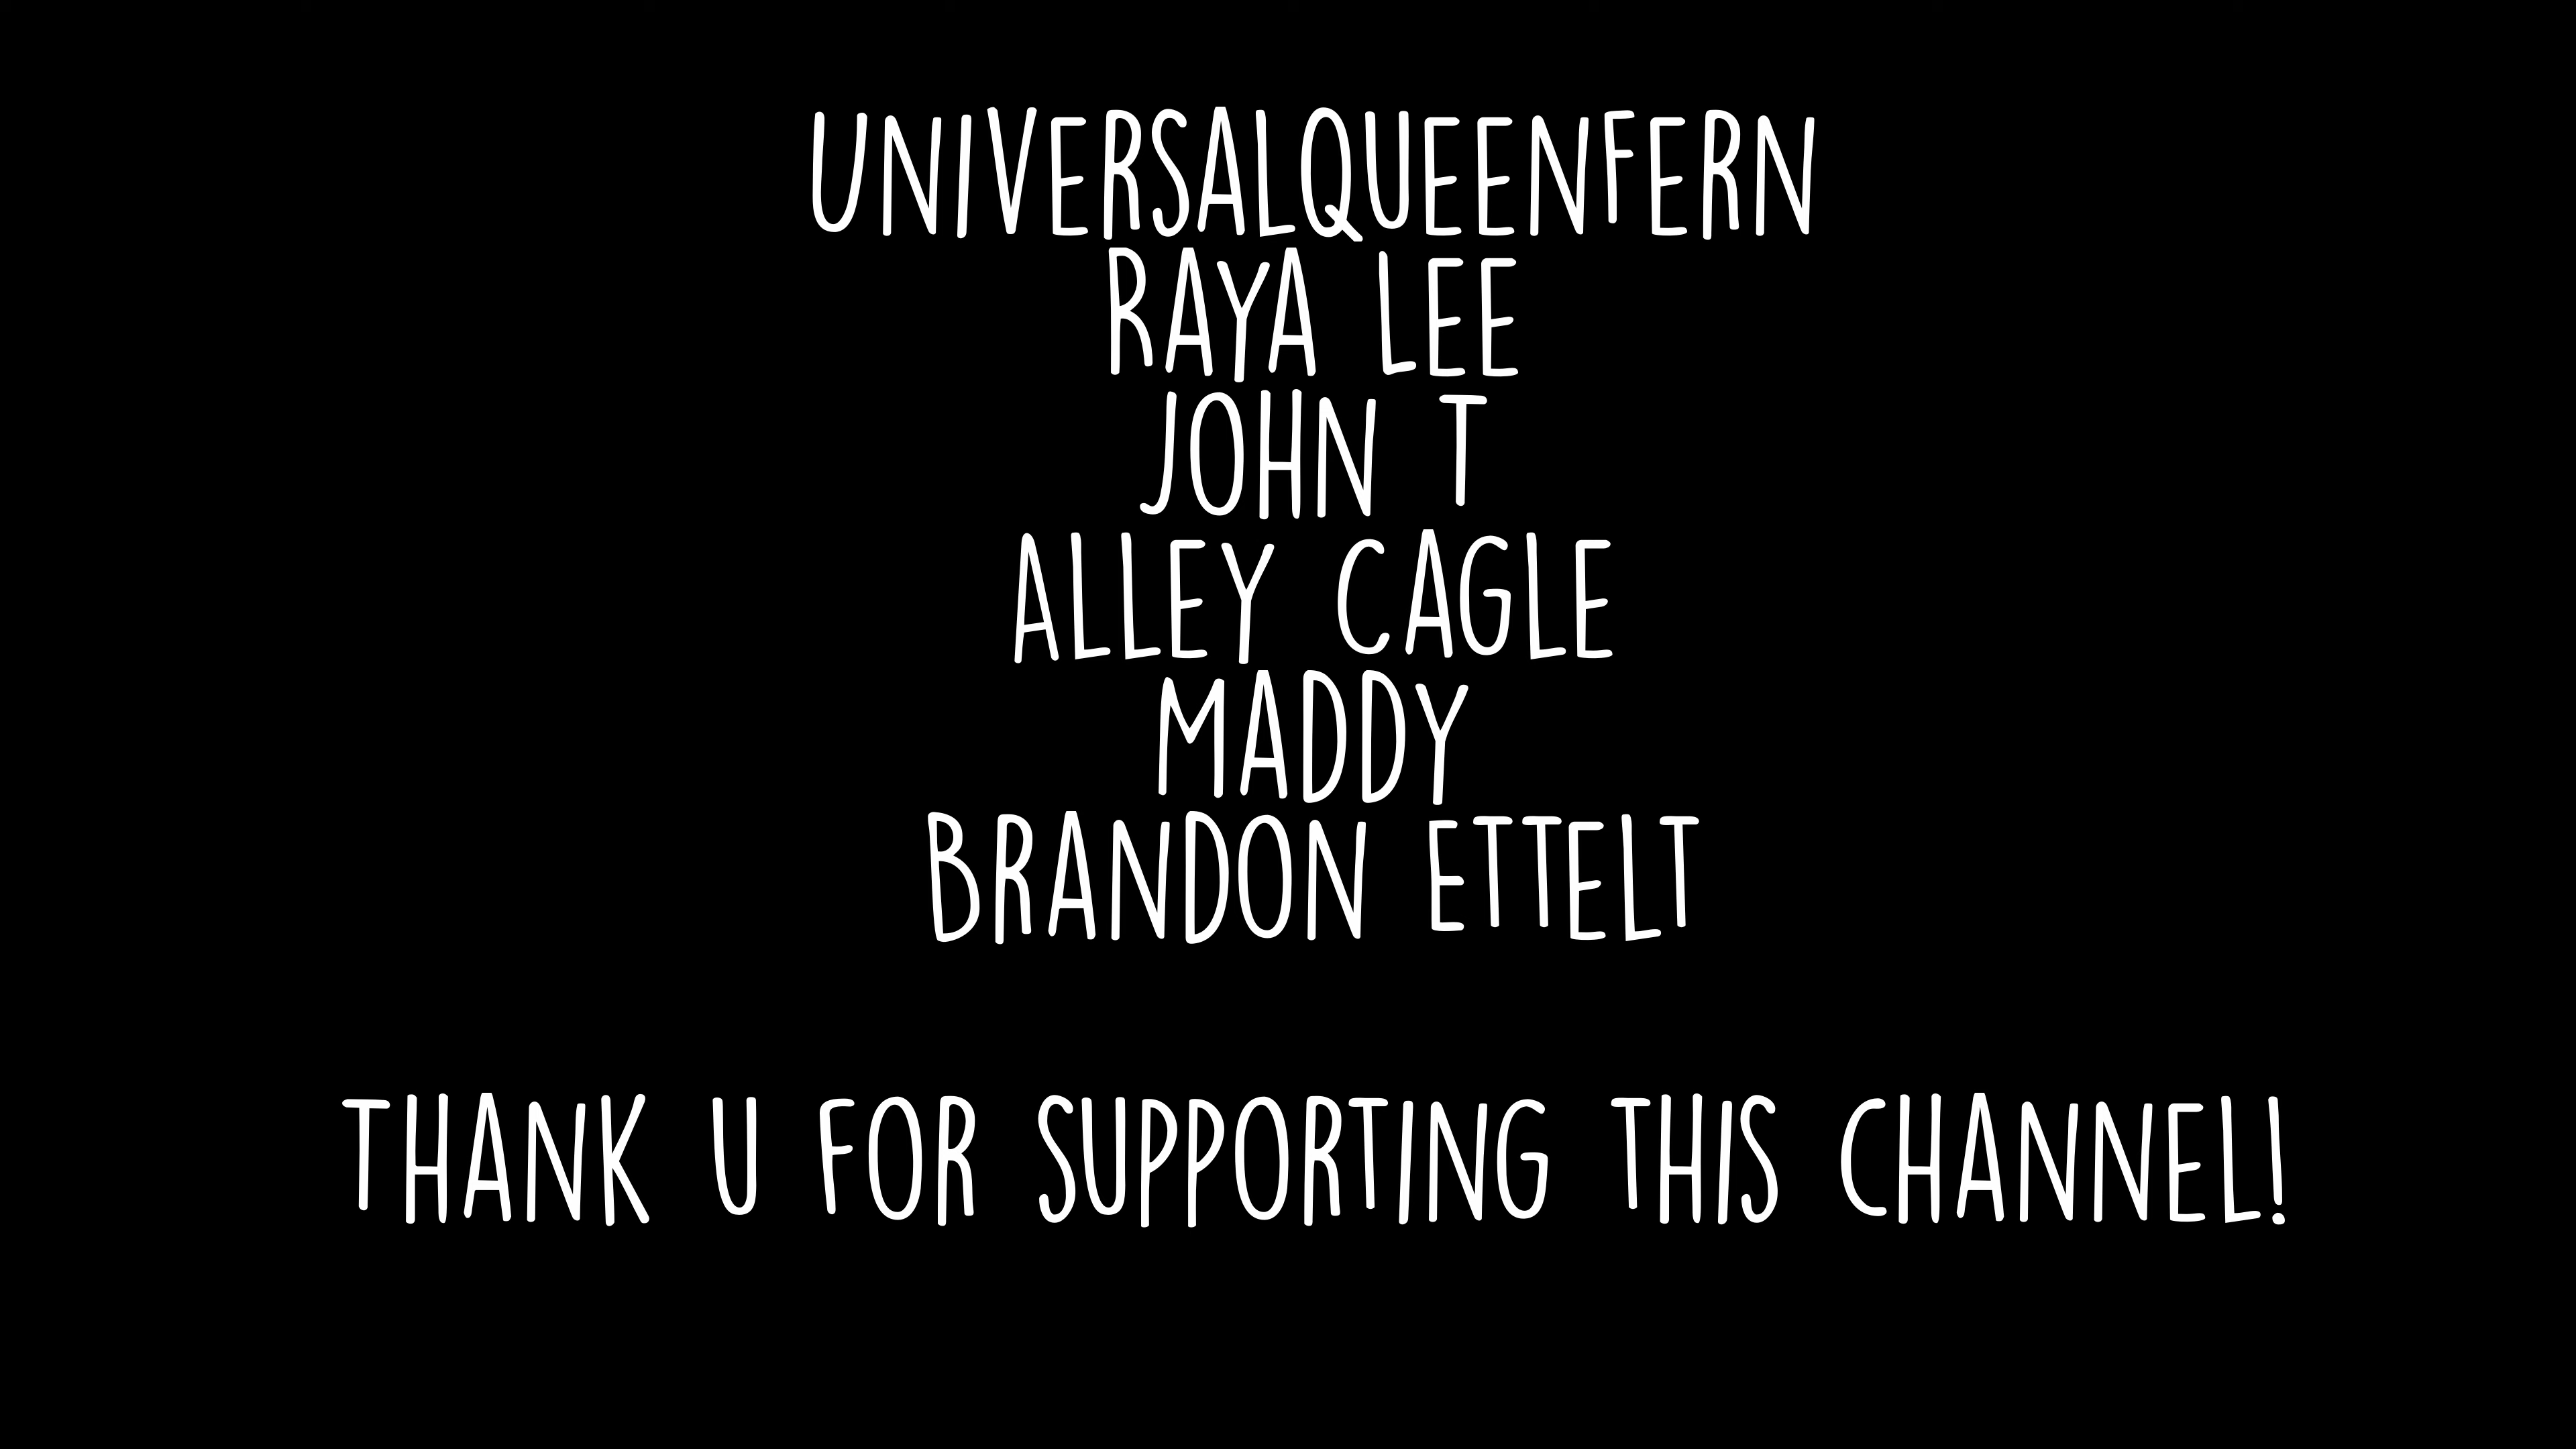 UNIVERSALQUEENFERN
RAYA LEE
JOHN T
ALLEY CAGLE
MADDY
BRANDON ETTELT
THANK U FOR SUPPORTING THIS CHANNEL!